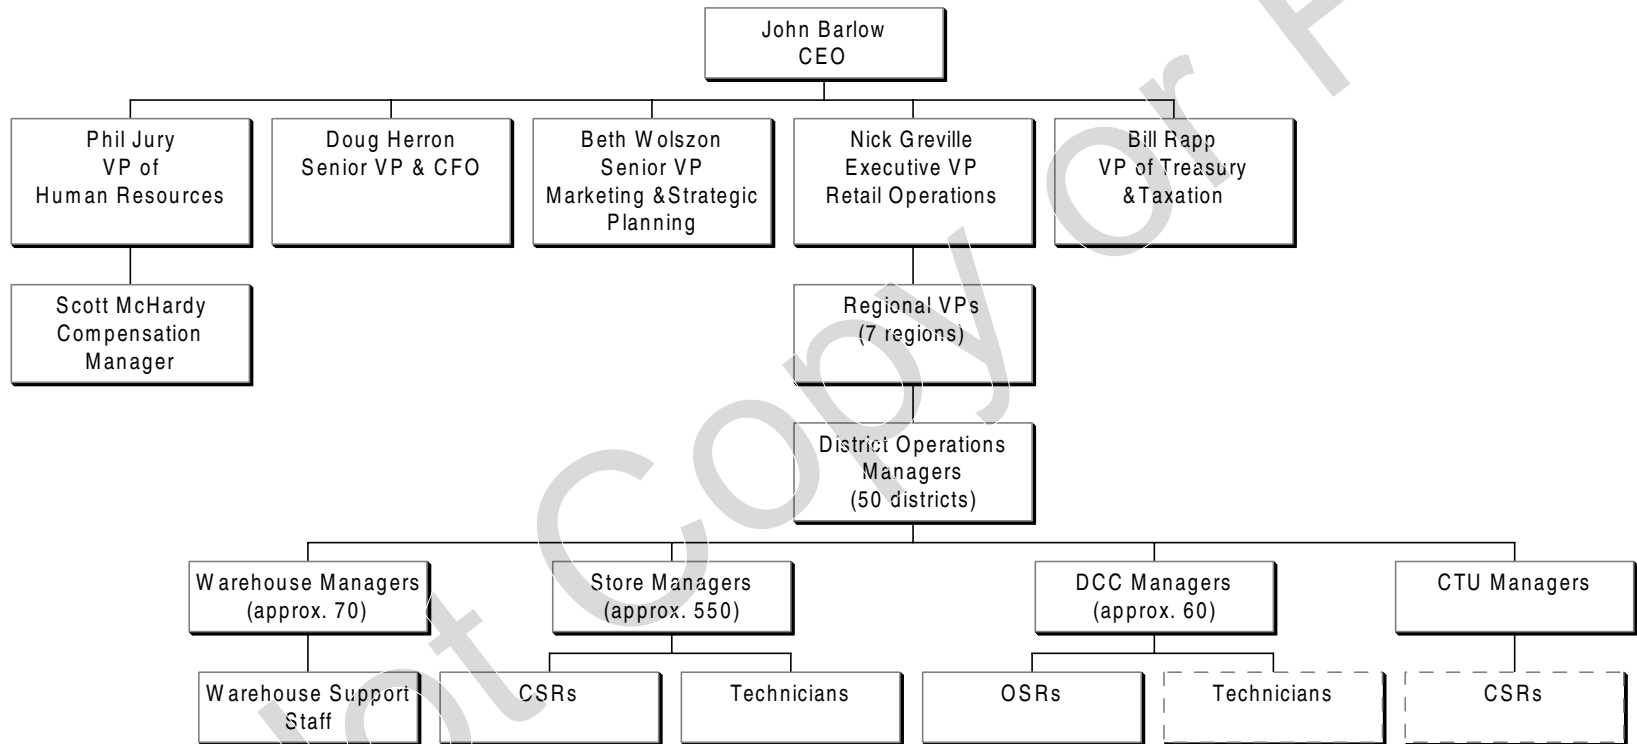 John Barlow
CEO
Phil Jury
VP of
Human Resources
Doug Herron
Senior VP & CFO
Beth Wolszon
Senior VP
Marketing &Strategic
Planning
Nick Greville
Executive VP
Retail Operations
Bill Rapp
VP of Treasury
&Taxation
Scott McHardy
Compensation
Manager
Regional VPs
(7 regions)
District Operations
Managers
(50 districts)
Warehouse Managers
(approx. 70)
Store Managers
(approx. 550)
DCC Managers
(approx. 60)
CTU Managers
Warehouse Support
Staff
CSRs
Technicians
OSRs
Technicians
CSRs
ot Copy or P